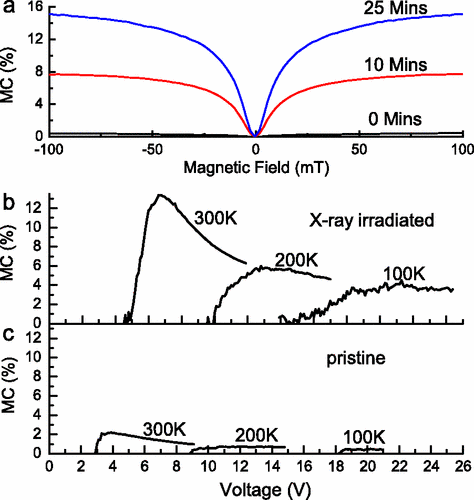 a
16
12
8
4
0
MC (%)
25 Mins
10 Mins
0 Mins
-100 -50 0 50 100
Magnetic Field (mT)
b
12
10
8
6
4
2
0
MC (%)
300K
200K
100K
X-ray irradiated
c
12
10
8
6
4
2
0
MC (%)
pristine
300K
200K
100K
0 2 4 6 8 10 12 14 16 18 20 22 24 26
Voltage (V)